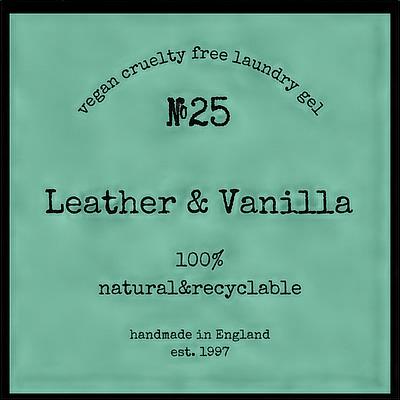 vegan cruelty free laundry gel
№25
Leather & Vanilla
100%
natural&recyclable
handmade in England
est. 1997